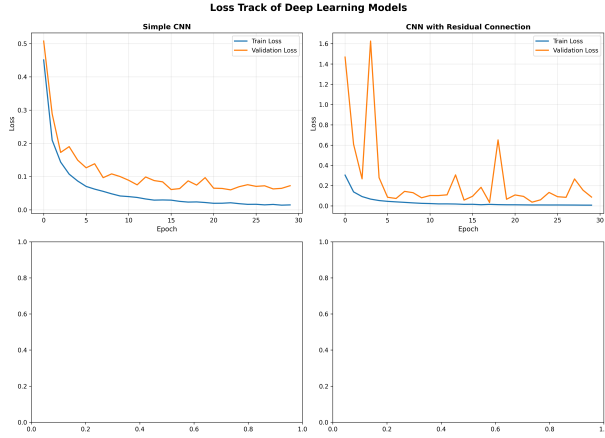 Loss Track of Deep Learning Models
Simple CNN
Loss
0.5
0.4
0.3
0.2
0.1
0.0
Train Loss
Validation Loss
0 5 10 15 20 25 30
Epoch
CNN with Residual Connection
Loss
1.6
1.4
1.2
1.0
0.8
0.6
0.4
0.2
0.0
Train Loss
Validation Loss
0 5 10 15 20 25 30
Epoch
1.0
0.8
0.6
0.4
0.2
0.0
0.0 0.2 0.4 0.6 0.8 1.0
1.0
0.8
0.6
0.4
0.2
0.0
0.0 0.2 0.4 0.6 0.8 1.